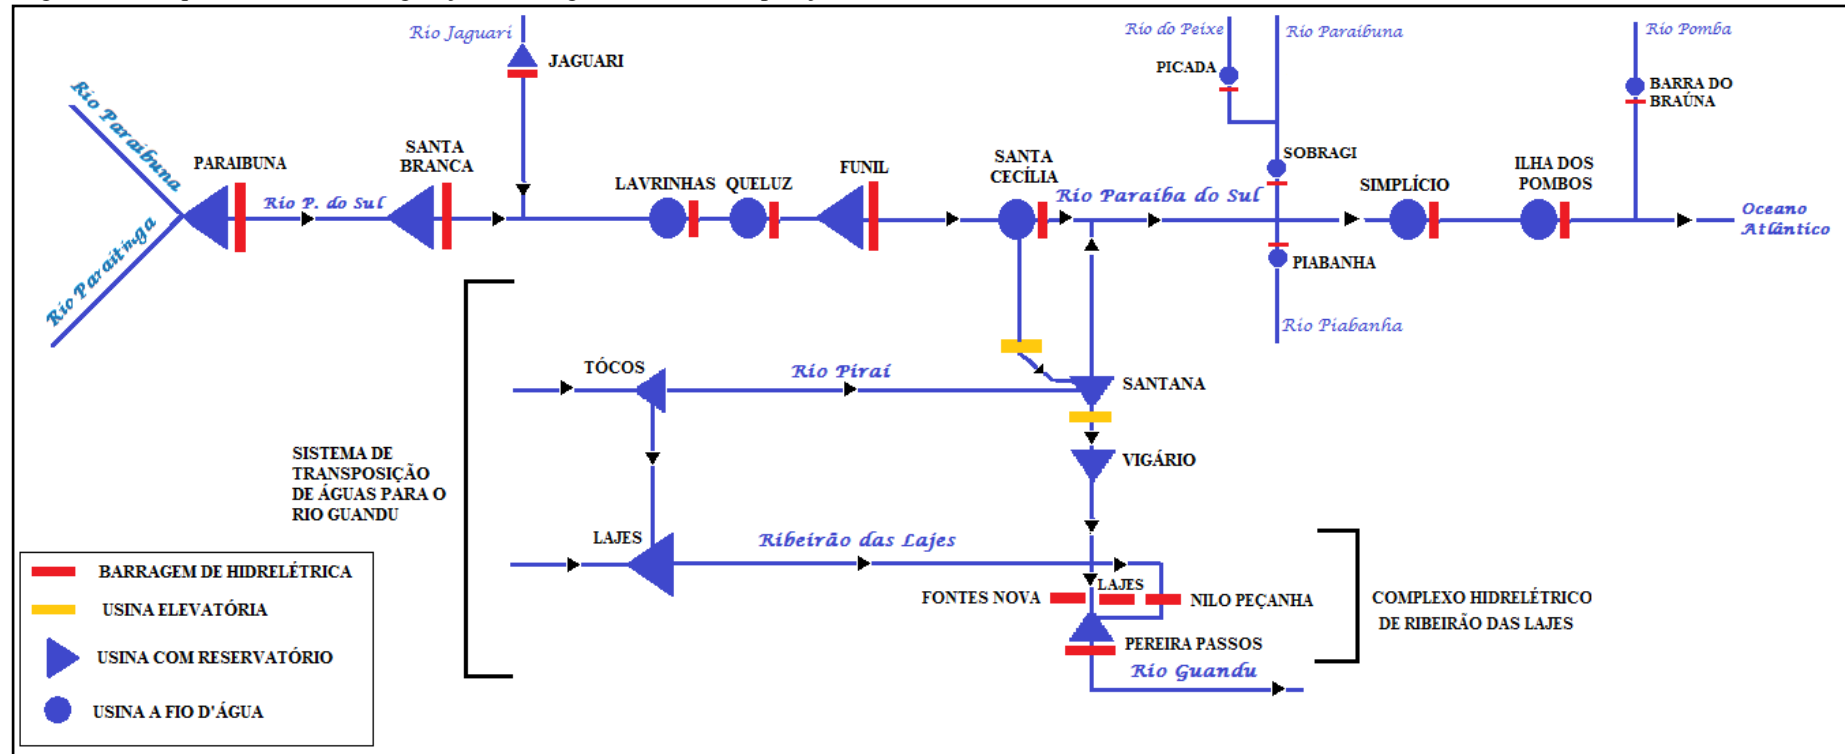 Rio Jaguari
JAGUARI
Rio do Peixe
Rio Paraibuna
Rio Pomba
PICADA
BARRA DO
BRAÚNA
Rio Paraibuna
PARAIBUNA
SANTA
BRANCA
LAVRINHAS
QUELUZ
FUNIL
SANTA
CECÍLIA
SOBRAGI
SIMPLÍCIO
ILHA DOS
POMBOS
Rio P. do Sul
Rio Paraíba do Sul
Oceano
Atlântico
Rio Paraitinga
PIABANHA
Rio Piabanha
TÓCOS
Rio Piraí
SANTANA
SISTEMA DE
TRANSPOSIÇÃO
DE ÁGUAS PARA O
RIO GUANDU
VIGÁRIO
LAJES
Ribeirão das Lajes
LAJES
FONTES NOVA
NILO PEÇANHA
COMPLEXO HIDRELÉTRICO
DE RIBEIRÃO DAS LAJES
PEREIRA PASSOS
Rio Guandu
BARRAGEM DE HIDRELÉTRICA
USINA ELEVATÓRIA
USINA COM RESERVATÓRIO
USINA A FIO D'ÁGUA